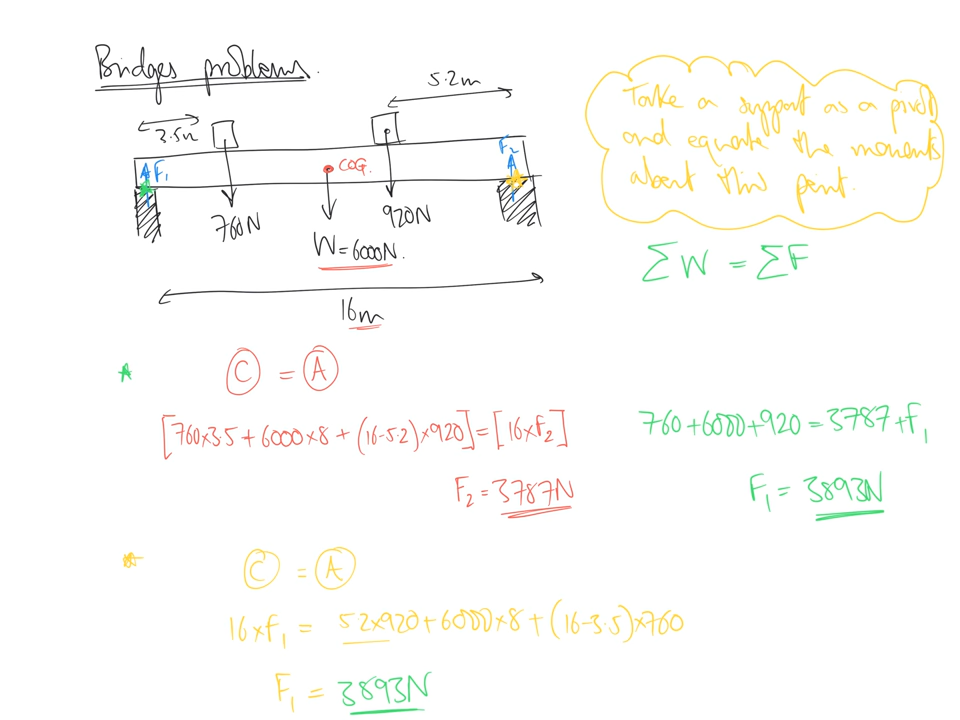 Bridges problems.
5.2m
3.5m
F₁
COG.
F₂
760N
920N
W=6000N.
16m
Take a support as a pivot
and equate the moments
about this point.
ΣW = ΣF
C = A
[760×3.5+6000×8+(16-5.2)×920]=[16×F₂]
F₂=3787N
760+6000+920=3787+F₁
F₁=3893N
C = A
16×F₁ = 5.2×920+6000×8+(16-3.5)×760
F₁ = 3893N